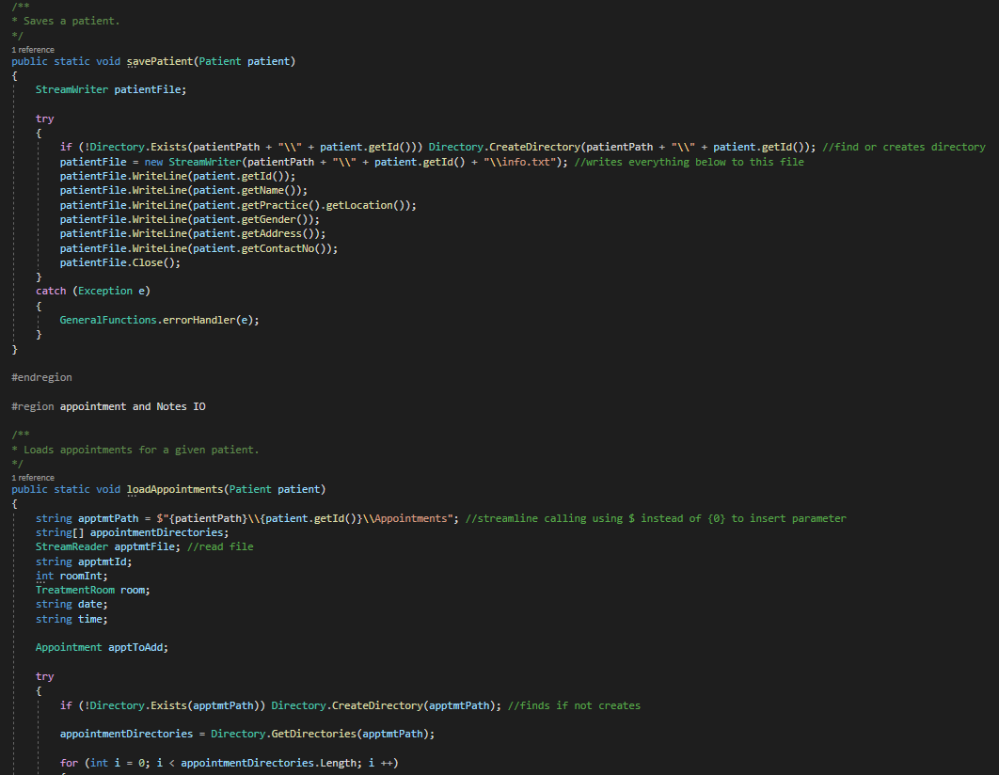 /**
* Saves a patient.
*/
1 reference
public static void savePatient(Patient patient)
{
StreamWriter patientFile;
try
{
if (!Directory.Exists(patientPath + "\\" + patient.getId())) Directory.CreateDirectory(patientPath + "\\" + patient.getId()); //find or creates directory
patientFile = new StreamWriter(patientPath + "\\" + patient.getId() + "\\info.txt"); //writes everything below to this file
patientFile.WriteLine(patient.getId());
patientFile.WriteLine(patient.getName());
patientFile.WriteLine(patient.getPractice().getLocation());
patientFile.WriteLine(patient.getGender());
patientFile.WriteLine(patient.getAddress());
patientFile.WriteLine(patient.getContactNo());
patientFile.Close();
}
catch (Exception e)
{
GeneralFunctions.errorHandler(e);
}
}
#endregion
#region appointment and Notes IO
/**
* Loads appointments for a given patient.
*/
1 reference
public static void loadAppointments(Patient patient)
{
string apptmtPath = $"{patientPath}\\{patient.getId()}\\Appointments"; //streamline calling using $ instead of {0} to insert parameter
string[] appointmentDirectories;
StreamReader apptmtFile; //read file
string apptmtId;
int roomInt;
TreatmentRoom room;
string date;
string time;
Appointment apptToAdd;
try
{
if (!Directory.Exists(apptmtPath)) Directory.CreateDirectory(apptmtPath); //finds if not creates
appointmentDirectories = Directory.GetDirectories(apptmtPath);
for (int i = 0; i < appointmentDirectories.Length; i ++)
{